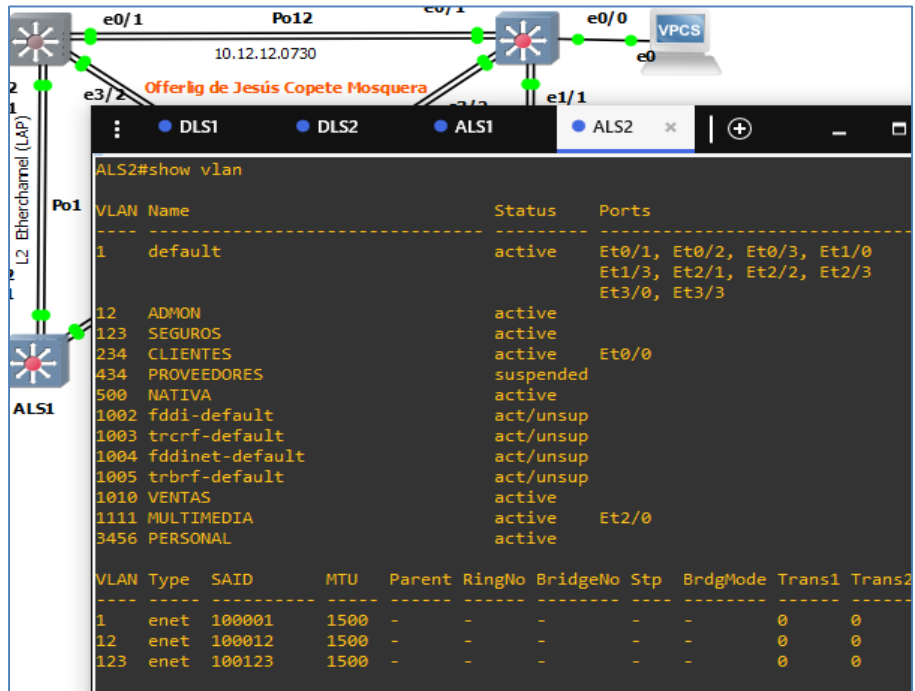 e0/1
Po12
e0/1
e0/0
VPCS
10.12.12.0730
e0
e3/2
Offerlig de Jesús Copete Mosquera
e1/1
L2 Etherchannel (LAP)
Po1
ALS1
DLS1 DLS2 ALS1 ALS2 ×
ALS2#show vlan
VLAN Name Status Ports
---- -------------------------------- --------- -------------------------------
1 default active Et0/1, Et0/2, Et0/3, Et1/0
Et1/3, Et2/1, Et2/2, Et2/3
Et3/0, Et3/3
12 ADMON active
123 SEGUROS active
234 CLIENTES active Et0/0
434 PROVEEDORES suspended
500 NATIVA active
1002 fddi-default act/unsup
1003 trcrf-default act/unsup
1004 fddinet-default act/unsup
1005 trbrf-default act/unsup
1010 VENTAS active
1111 MULTIMEDIA active Et2/0
3456 PERSONAL active
VLAN Type SAID MTU Parent RingNo BridgeNo Stp BrdgMode Trans1 Trans2
---- ----- ---------- ----- ------ ------ -------- ---- -------- ------ ------
1 enet 100001 1500 - - - - - 0 0
12 enet 100012 1500 - - - - - 0 0
123 enet 100123 1500 - - - - - 0 0